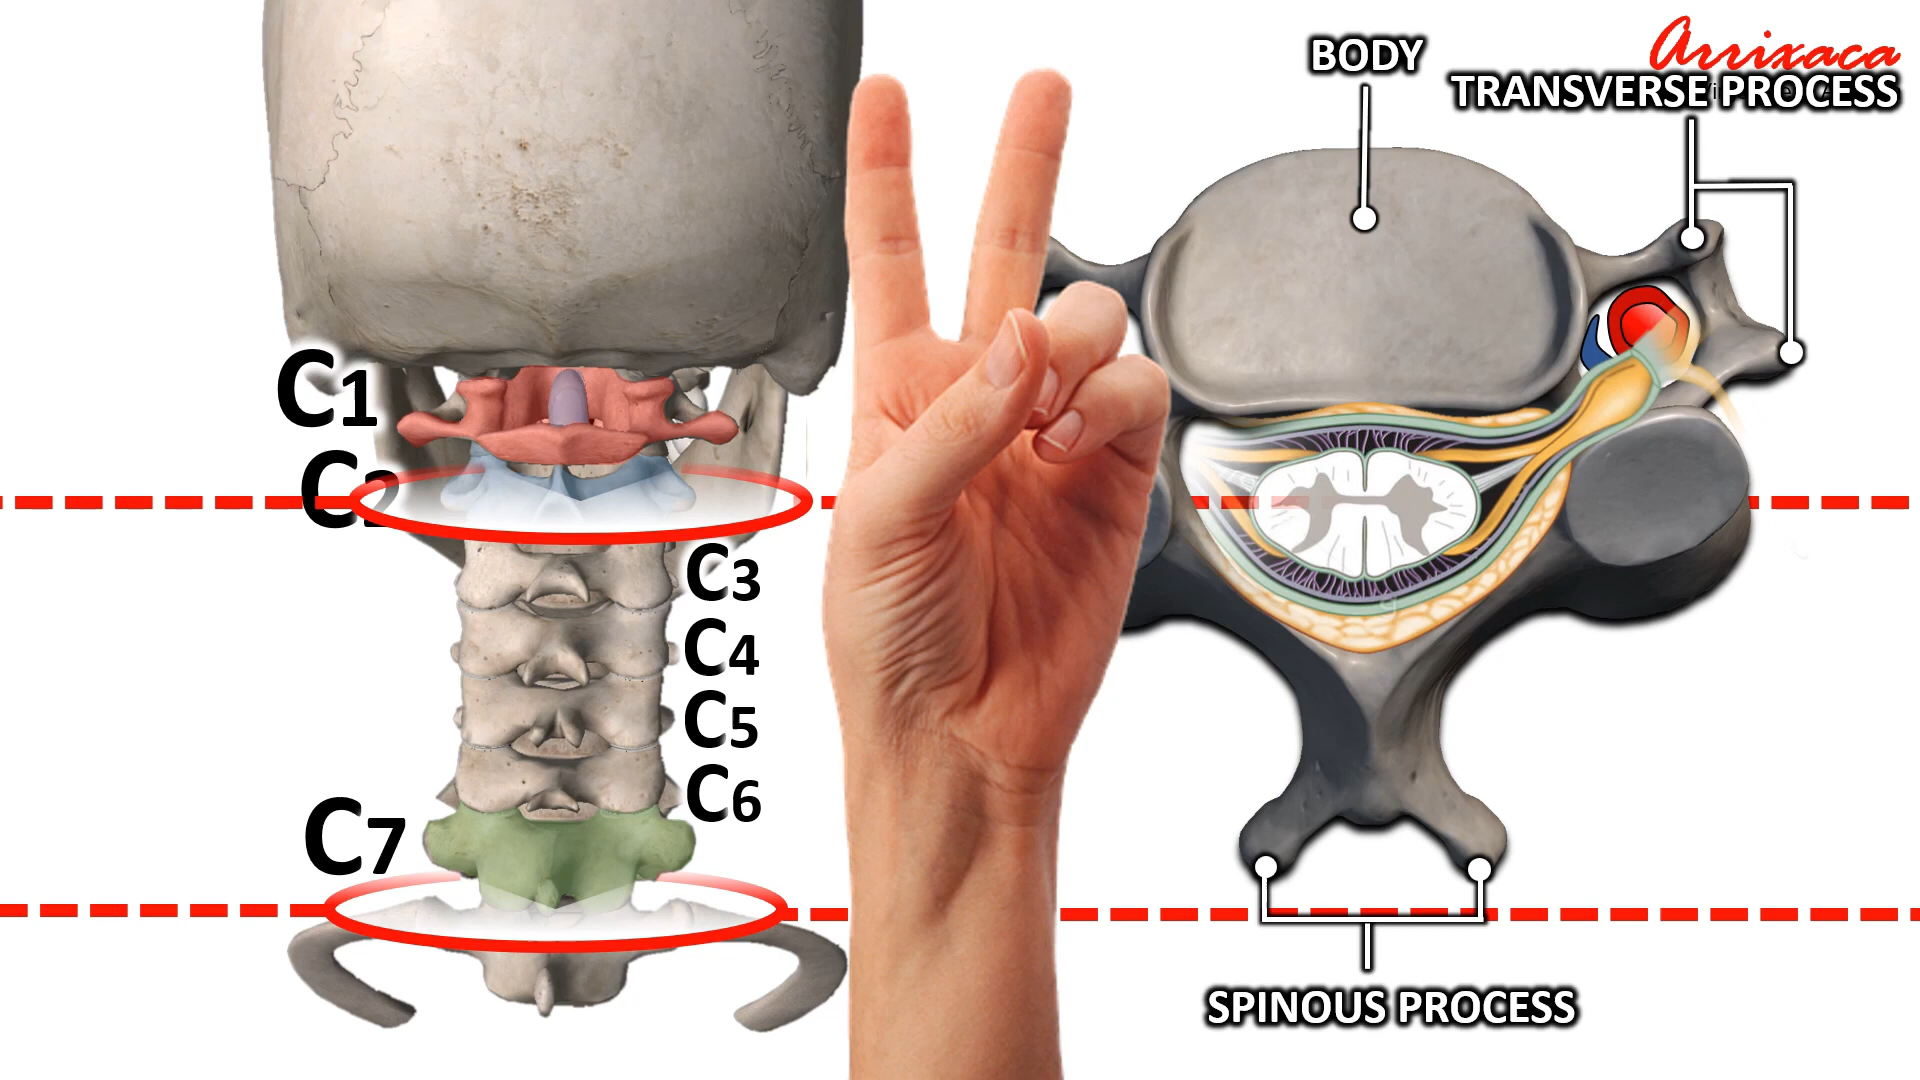 Arrixaca
BODY
TRANSVERSE PROCESS
C1
C2
C3
C4
C5
C6
C7
SPINOUS PROCESS